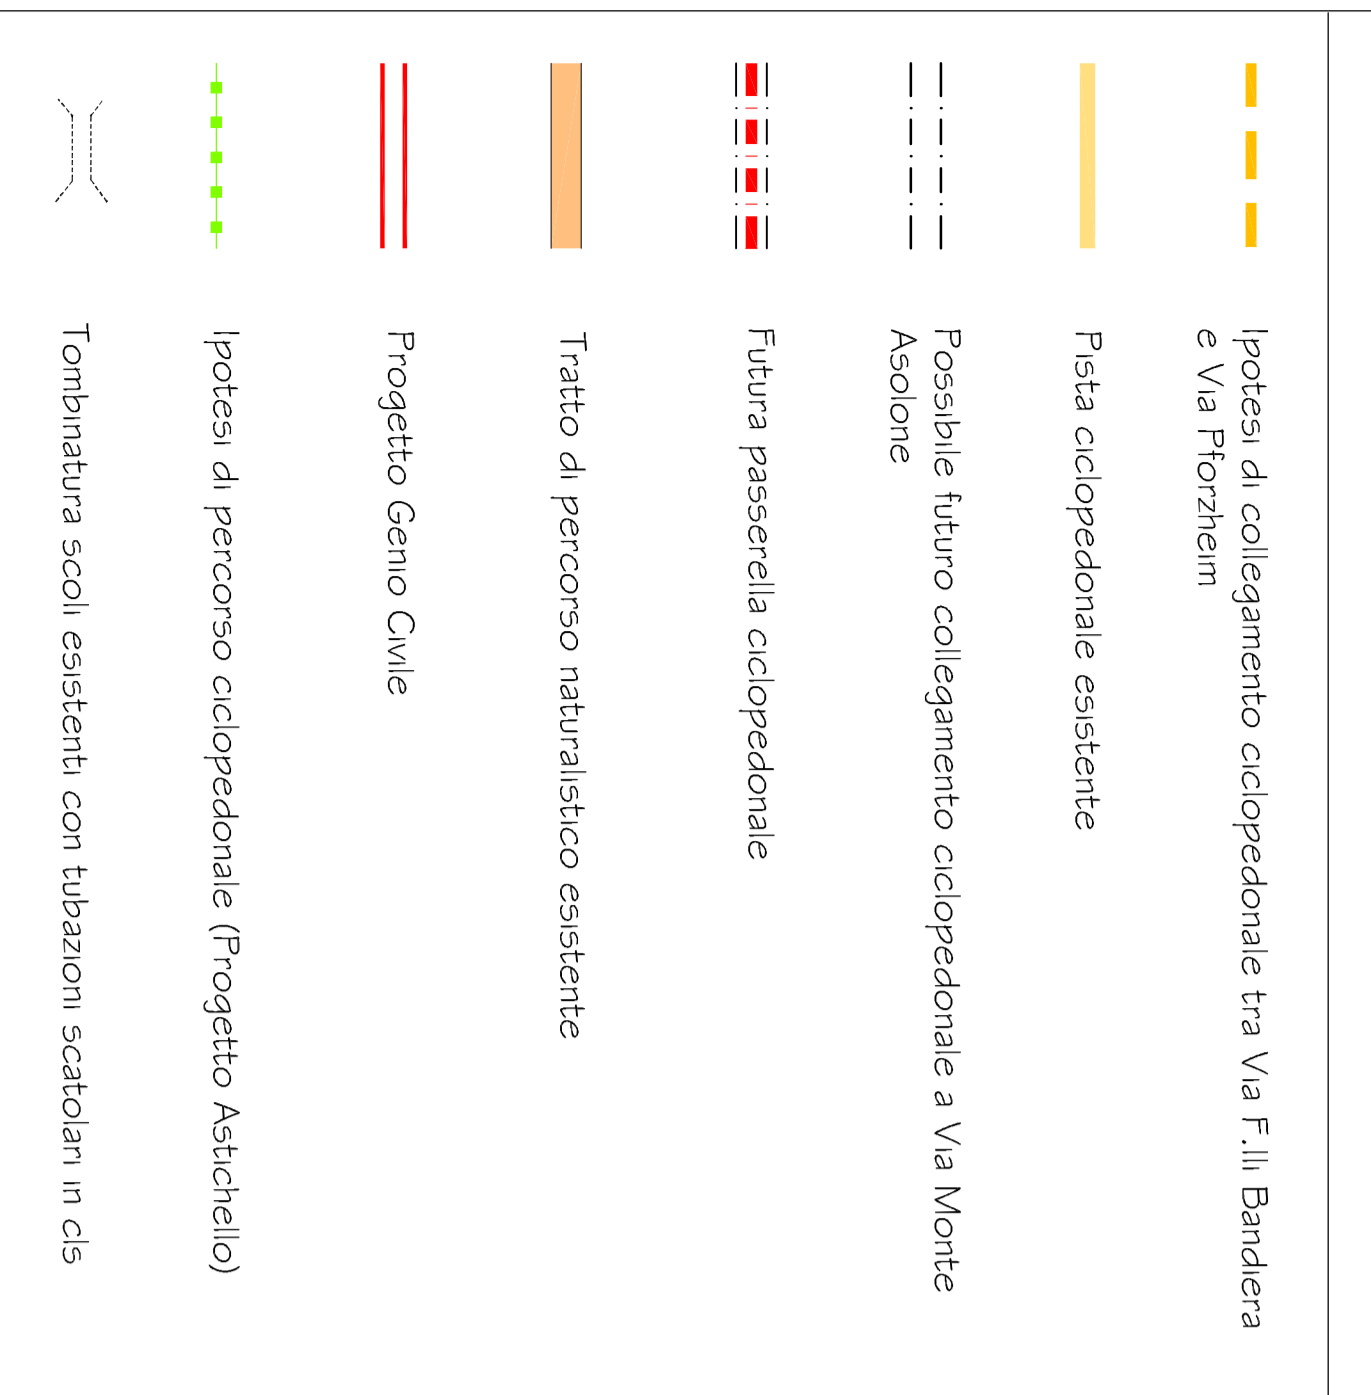 Ipotesi di collegamento ciclopedonale tra Via F.lli Bandiera
e Via Pforzheim
Pista ciclopedonale esistente
Possibile futuro collegamento ciclopedonale a Via Monte
Asolone
Futura passerella ciclopedonale
Tratto di percorso naturalistico esistente
Progetto Genio Civile
Ipotesi di percorso ciclopedonale (Progetto Astichello)
Tombinatura scoli esistenti con tubazioni scatolari in cls